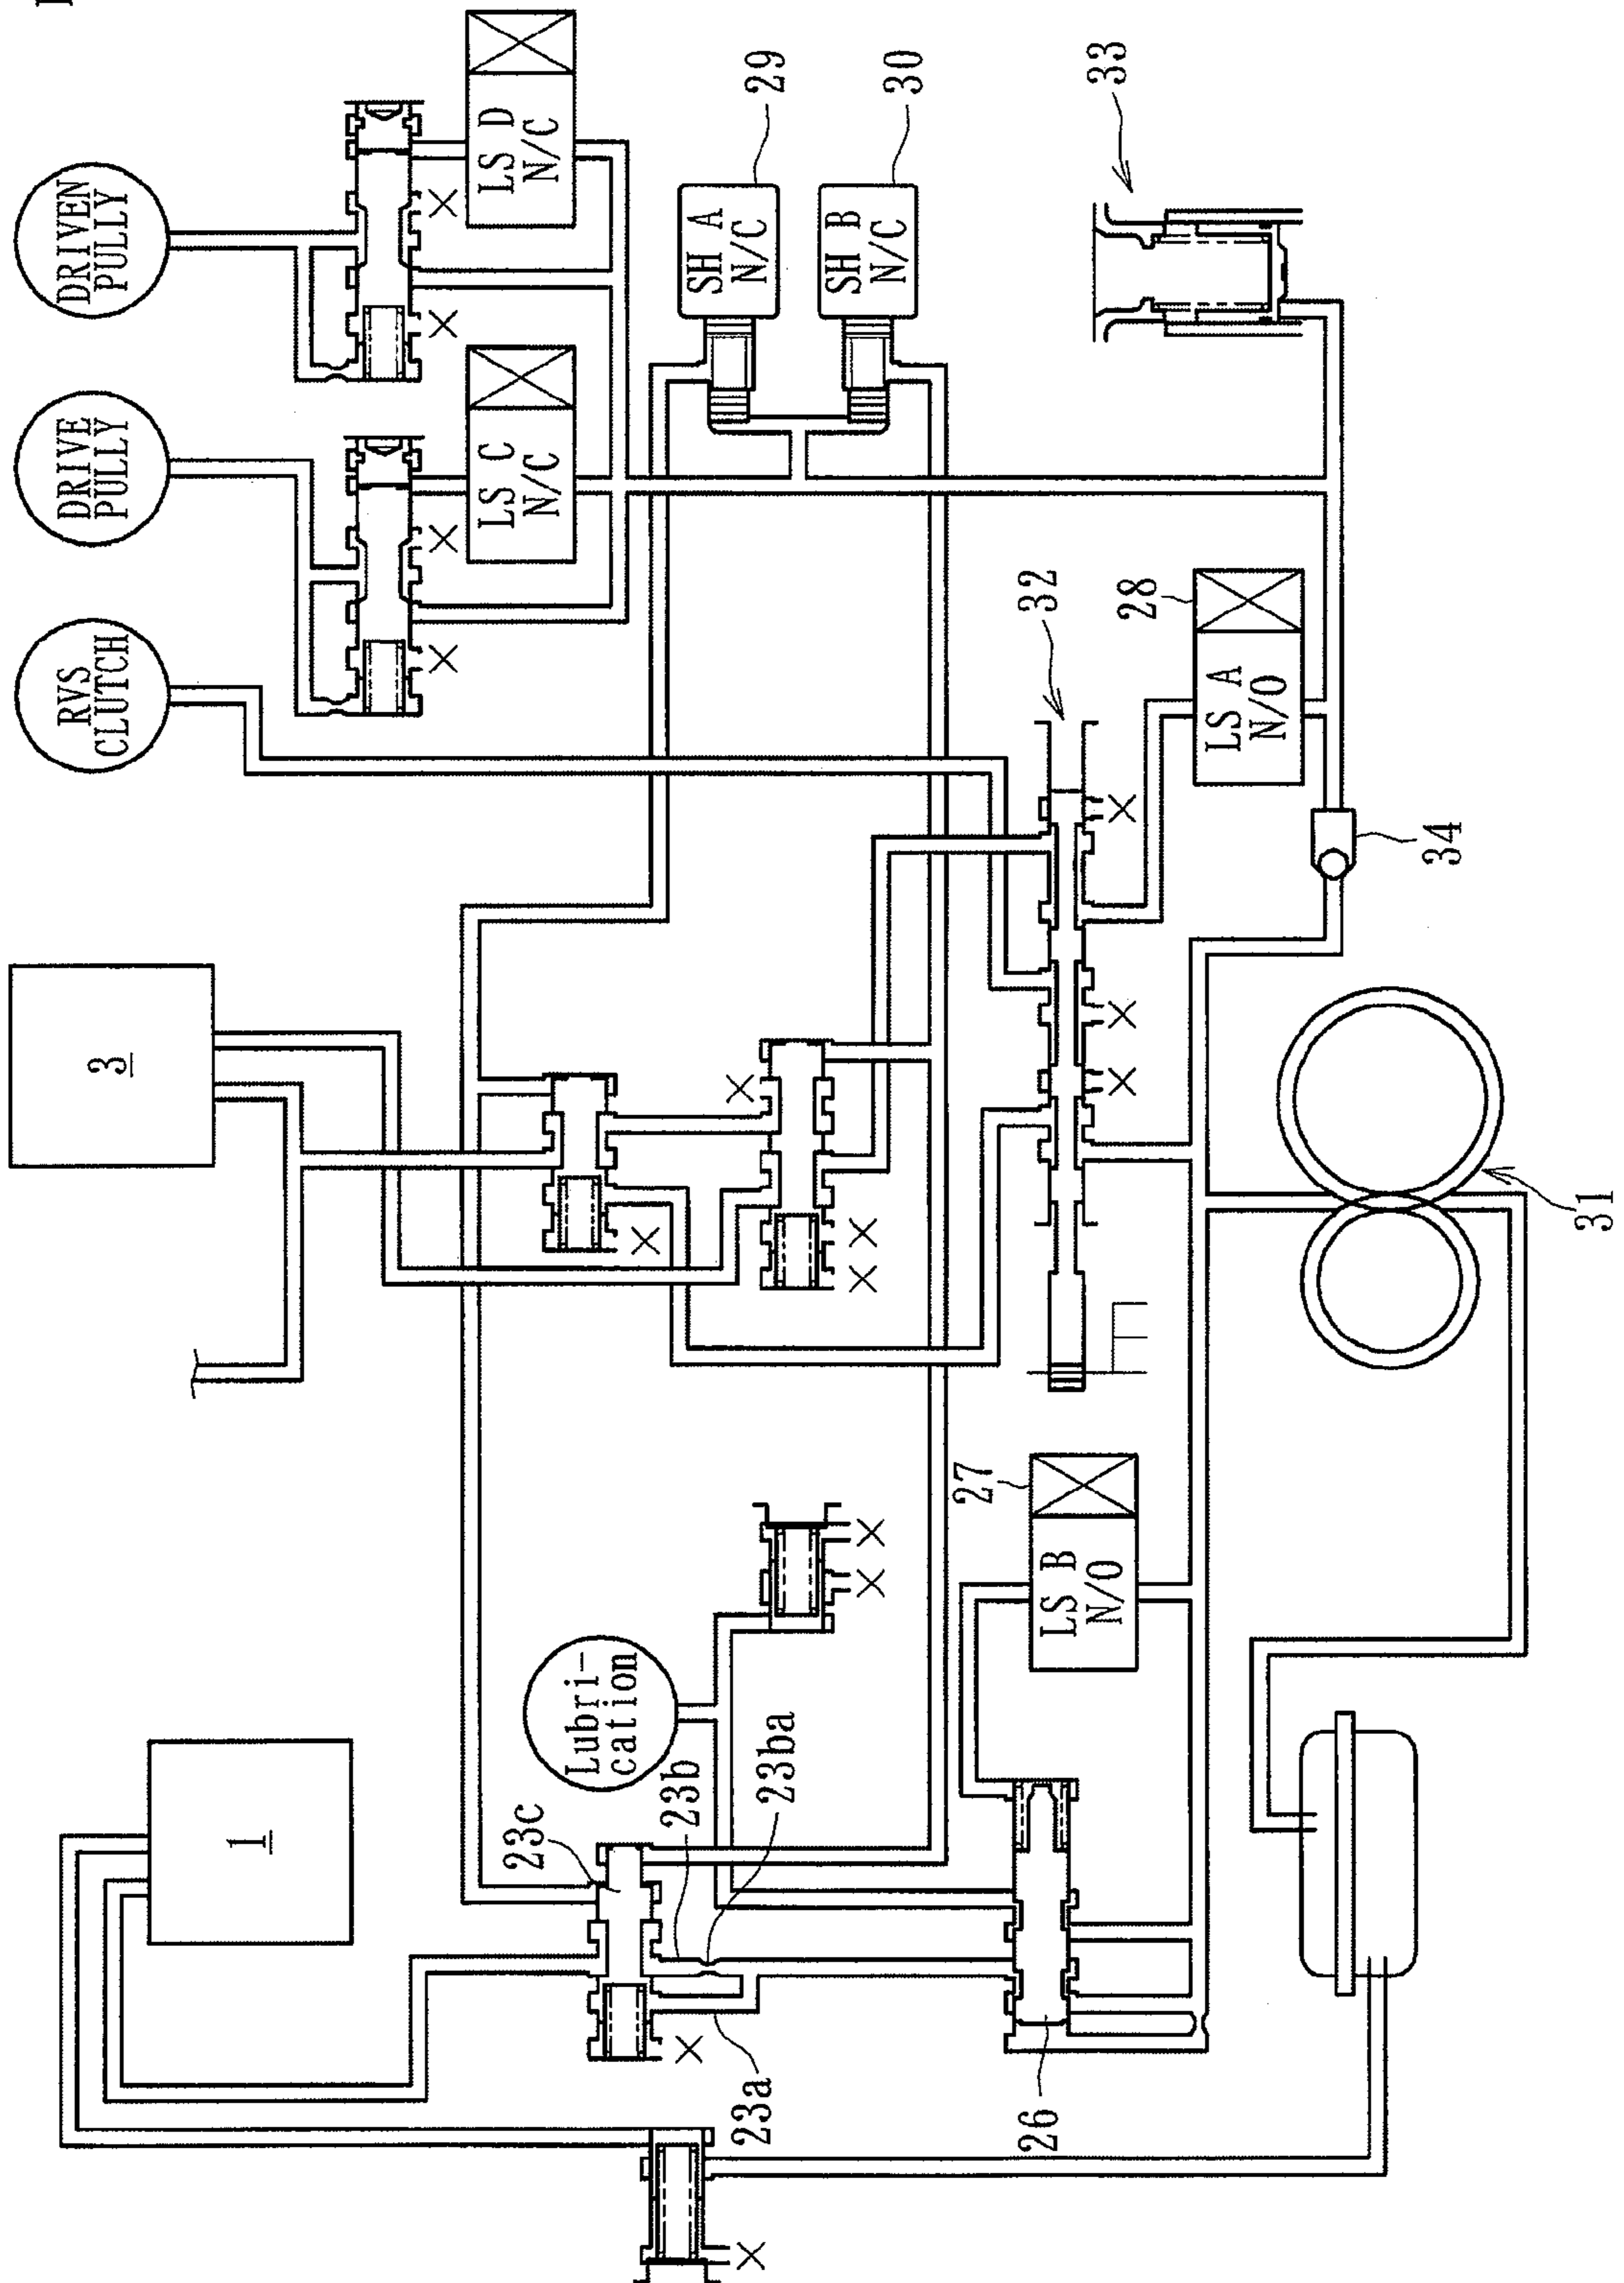 DRIVEN
PULLY
DRIVE
PULLY
RVS
CLUTCH
LS D
N/C
LS C
N/C
SH A
N/C
29
SH B
N/C
30
33
3
32
28
LS A
N/O
34
31
1
Lubri-
cation
27
LS B
N/O
23c
23b
23ba
23a
26